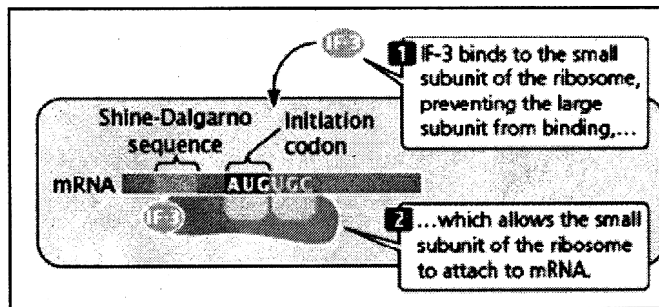 IF-3
1 IF-3 binds to the small
subunit of the ribosome,
preventing the large
subunit from binding,...
Shine-Dalgarno
sequence
Initiation
codon
mRNA
AUGUGC
IF-3
2 ...which allows the small
subunit of the ribosome
to attach to mRNA.